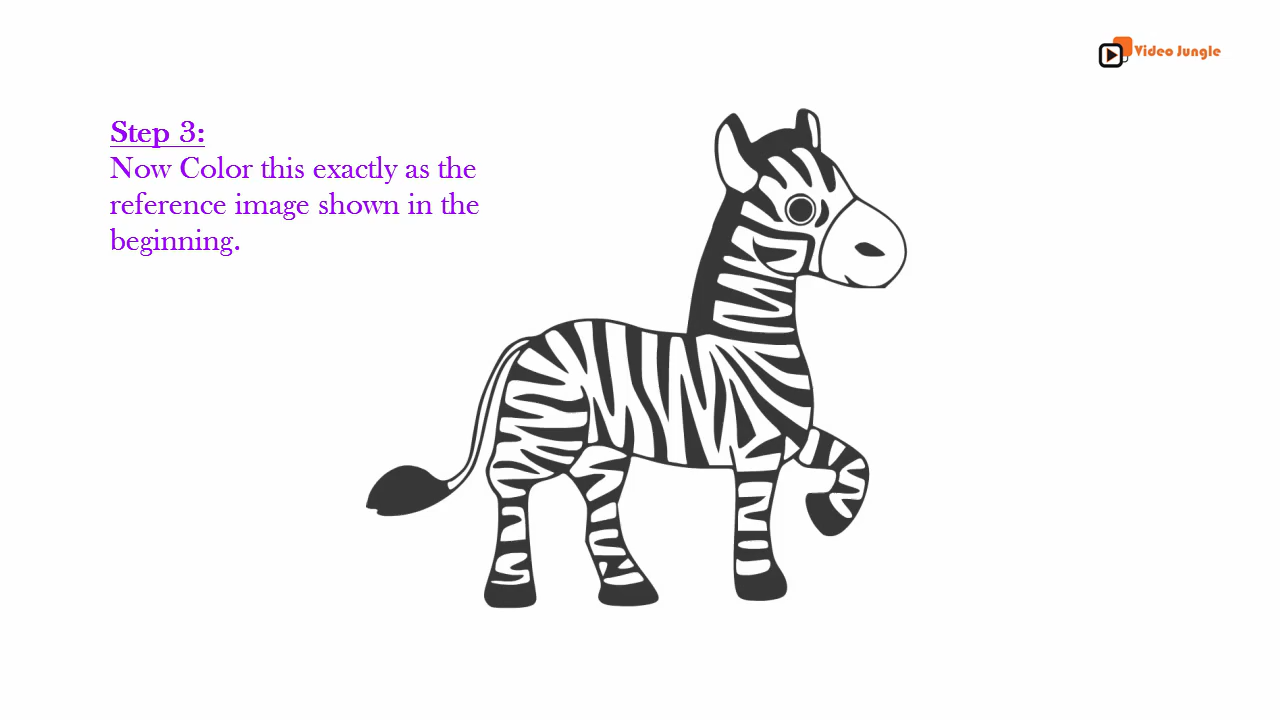 Video Jungle
Step 3:
Now Color this exactly as the
reference image shown in the
beginning.